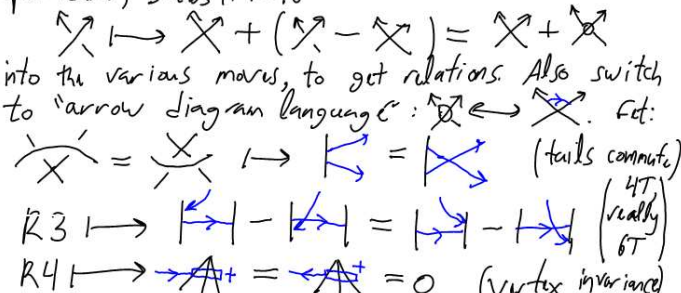 ↦ + ( - ) = +
into the various moves, to get relations. Also switch
to "arrow diagram language": ↔ . Get:
= ↦ = (tails commute)
R3 ↦ - = - (4T, really 6T)
R4 ↦ + = + = 0 (vertex invariance)